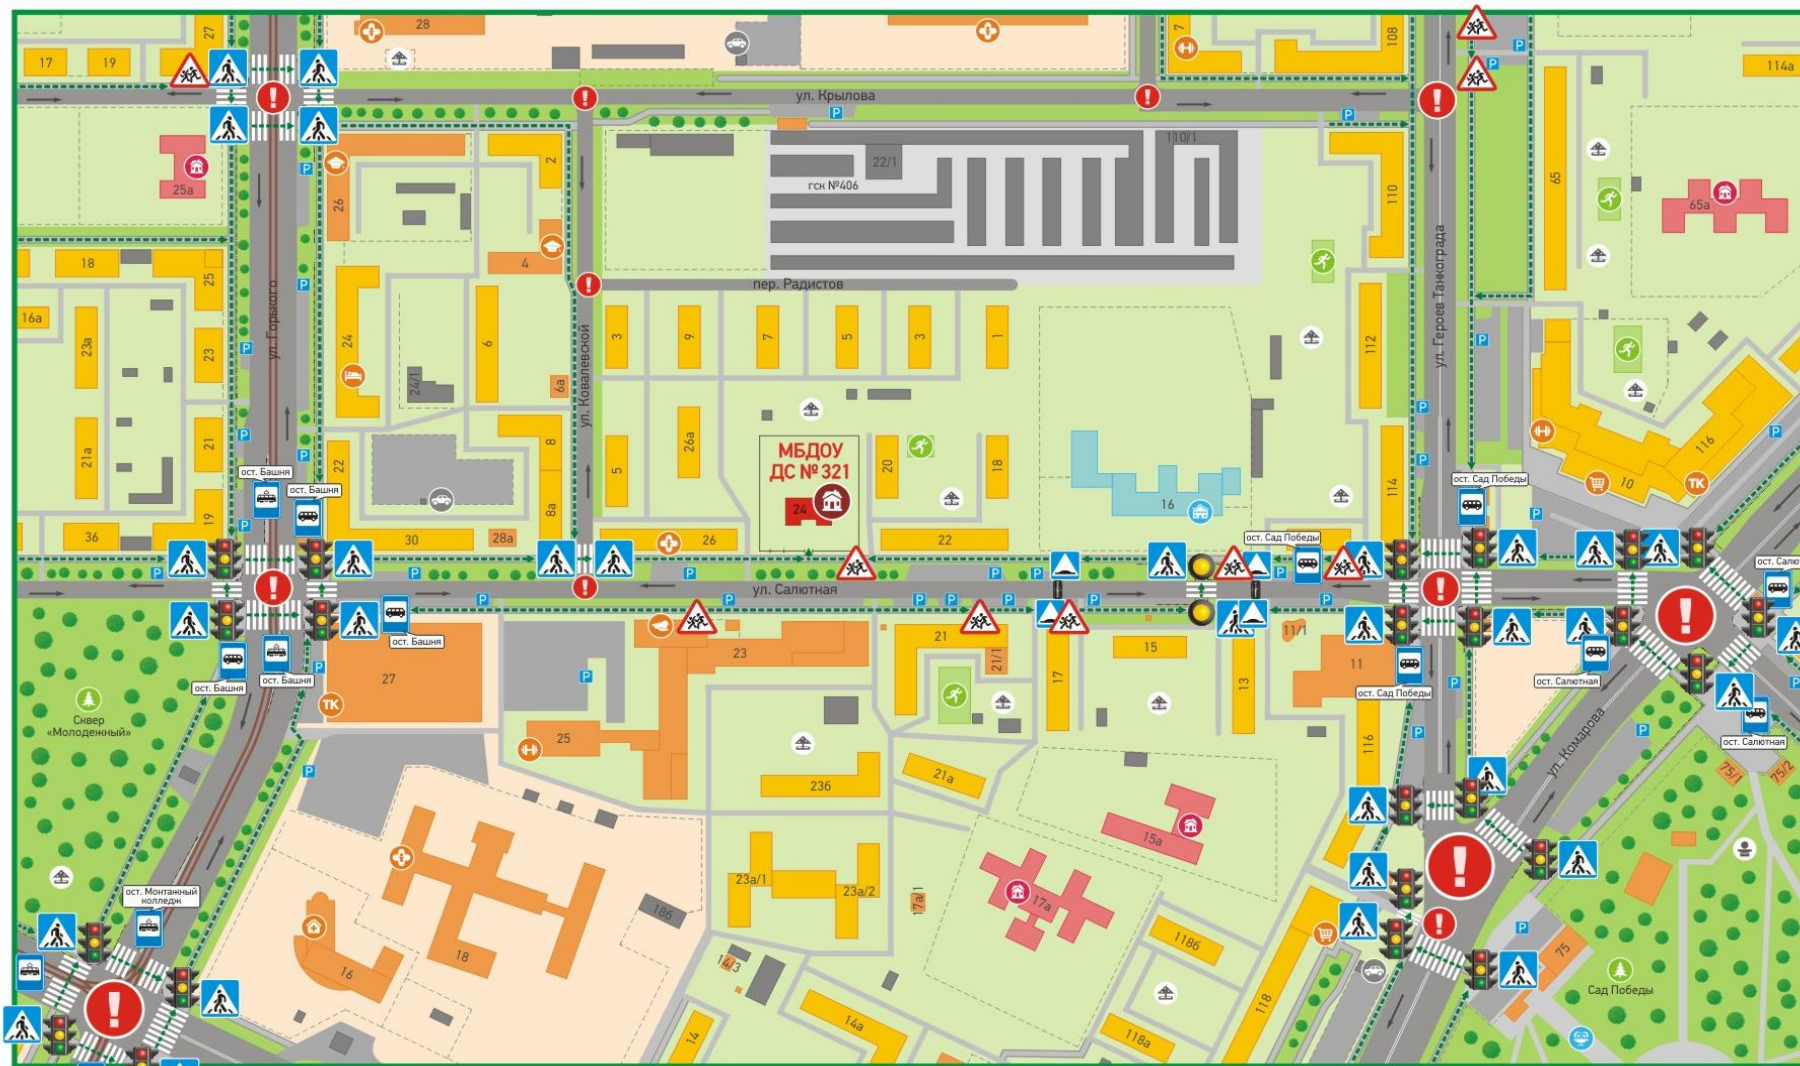 27
28
7
108
17
19
114а
ул. Крылова
2
110/1
22/1
гск №406
25а
26
110
65
65а
4
18
25
пер. Радистов
ул. Горького
ул. Героев Танкограда
16а
23а
23
24
6
ул. Ковалевской
3
9
7
5
3
1
112
24/1
6а
116
21а
21
22
8
5
26а
МБДОУ
ДС № 321
24
20
18
16
114
10
ТК
ост. Башня
ост. Башня
ост. Сад Победы
36
19
30
28а
8а
26
22
ост. Сад Победы
ул. Салютная
ост. Башня
ост. Башня
ост. Башня
27
ТК
23
21
21/1
17
15
13
11/1
11
ост. Сад Победы
ост. Салютная
ост. Салютная
Сквер
«Молодежный»
25
23б
21а
116
ул. Комарова
75/1
75/2
15а
ост. Монтажный
колледж
23а/1
23а/2
17а/1
17а
18б
18
16
14/3
14
14а
118б
118а
118
75
Сад Победы